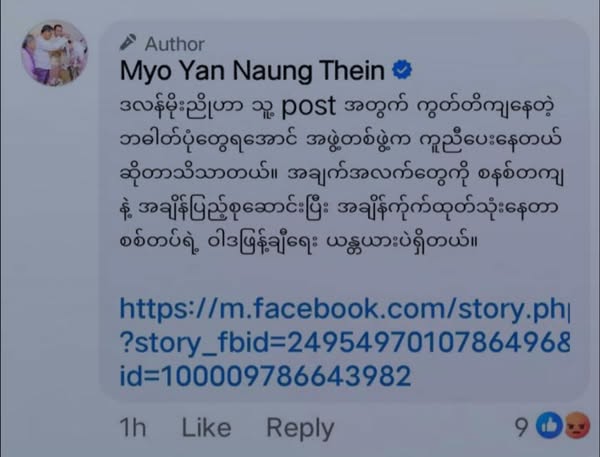 Author
Myo Yan Naung Thein
ဒလန်မိုးညိုဟာ သူ့ post အတွက် ကွတ်တိကျနေတဲ့
ဘဓါတ်ပုံတွေရအောင် အဖွဲ့တစ်ဖွဲ့က ကူညီပေးနေတယ်
ဆိုတာသိသာတယ်။ အချက်အလက်တွေကို စနစ်တကျ
နဲ့ အချိန်ပြည့်စုဆောင်းပြီး အချိန်ကိုက်ထုတ်သုံးနေတာ
စစ်တပ်ရဲ့ ဝါဒဖြန့်ချီရေး ယန္တယားပဲရှိတယ်။
https://m.facebook.com/story.php
?story_fbid=2495497010786496&
id=100009786643982
1h Like Reply 9